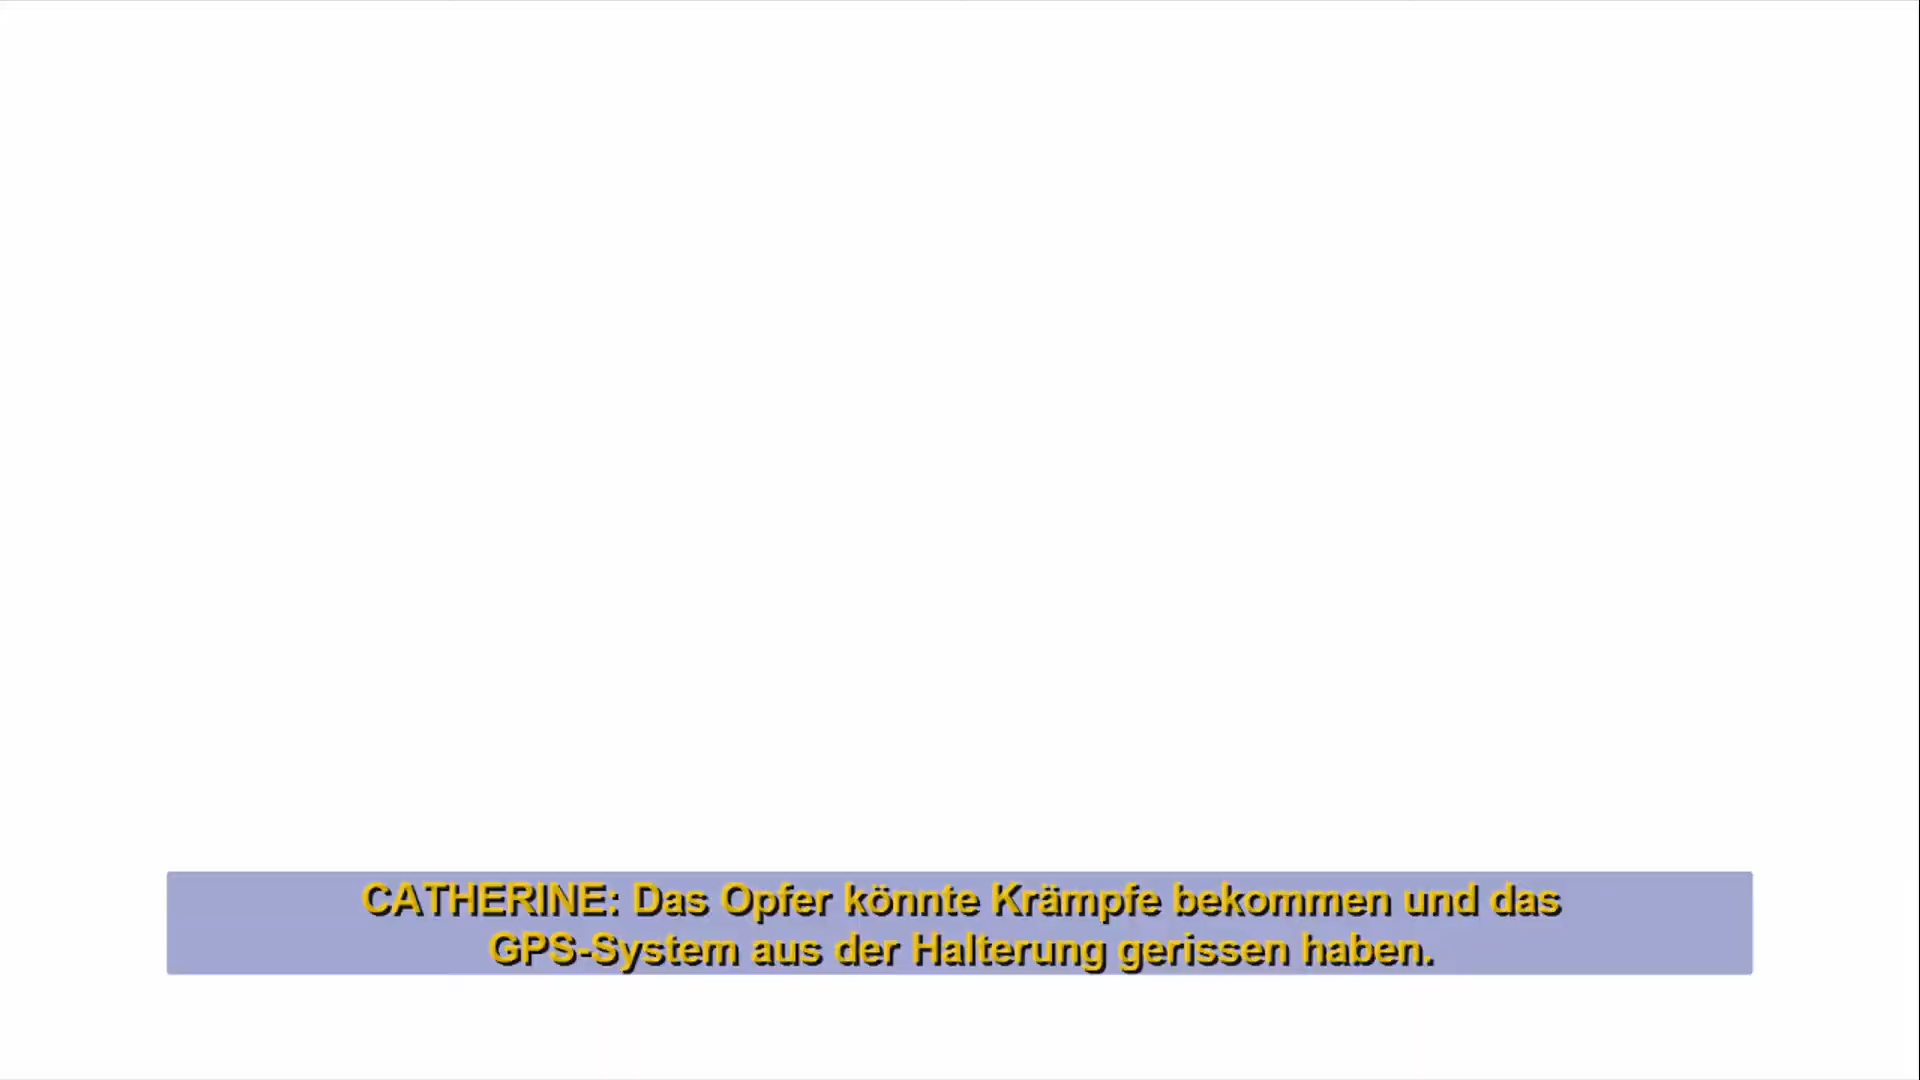 CATHERINE: Das Opfer könnte Krämpfe bekommen und das
GPS-System aus der Halterung gerissen haben.